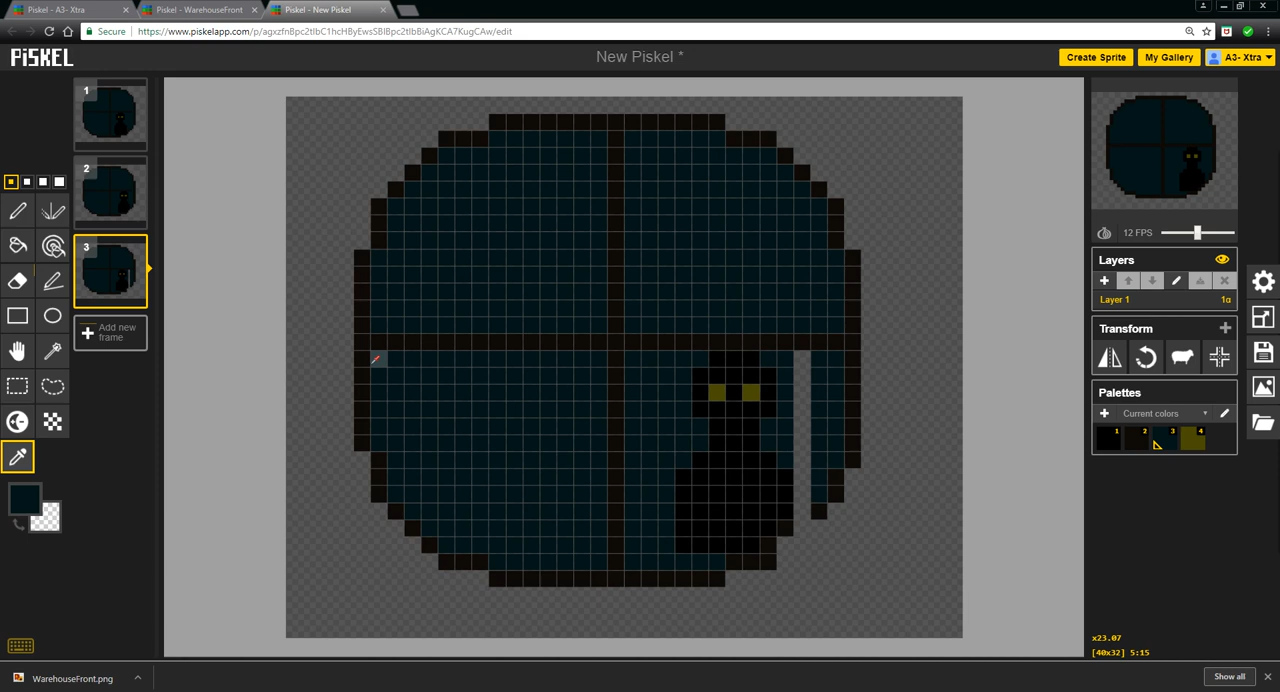 Piskel - A3- Xtra
Piskel - WarehouseFront
Piskel - New Piskel
Secure
https://www.piskelapp.com/p/agxzfnBpc2tlbC1hcHByEwsSBlBpc2tlbBiAgKCA7KugCAw/edit
PiSKEL
New Piskel *
Create Sprite
My Gallery
A3- Xtra
1
2
3
Add new
frame
12 FPS
Layers
Layer 1
1α
Transform
Palettes
Current colors
1
2
3
4
x23.07
[40x32] 5:15
WarehouseFront.png
Show all